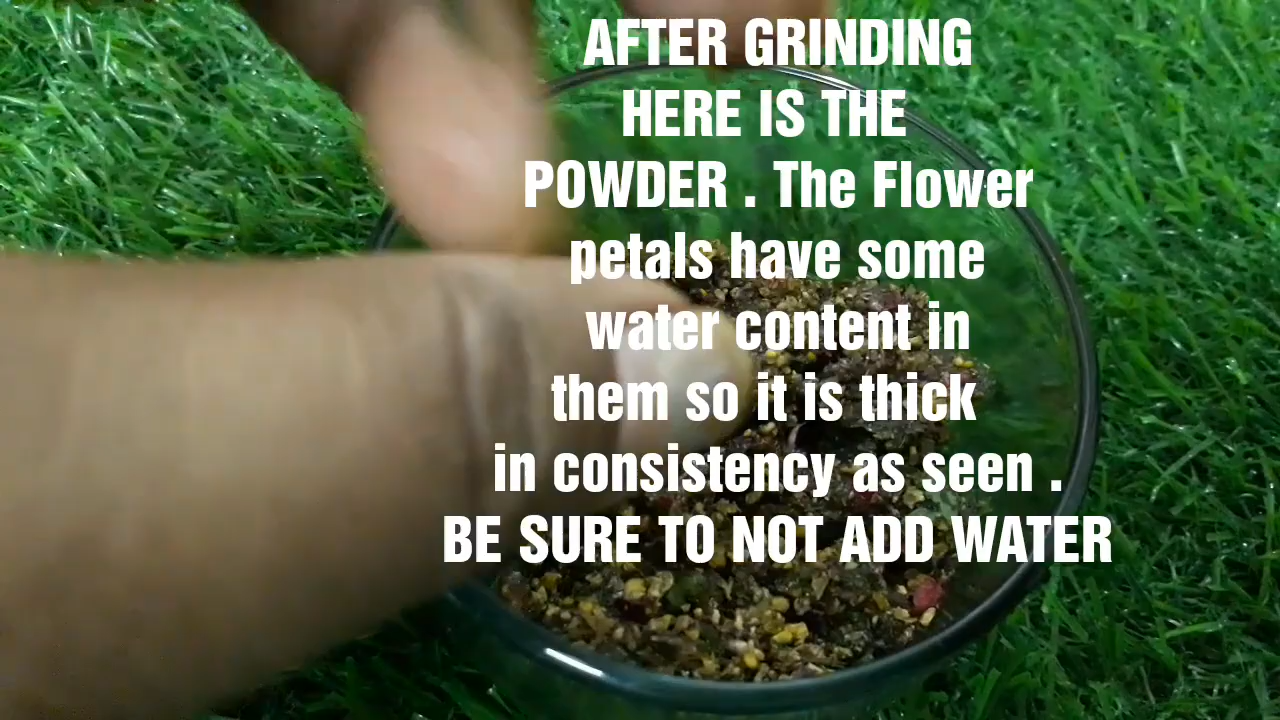 AFTER GRINDING
HERE IS THE
POWDER . The Flower
petals have some
water content in
them so it is thick
in consistency as seen .
BE SURE TO NOT ADD WATER